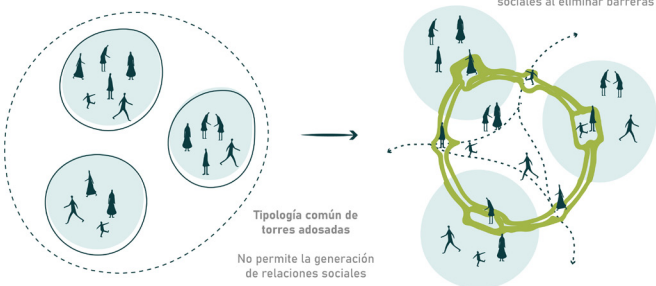 sociales al eliminar barreras
Tipología común de
torres adosadas
No permite la generación
de relaciones sociales